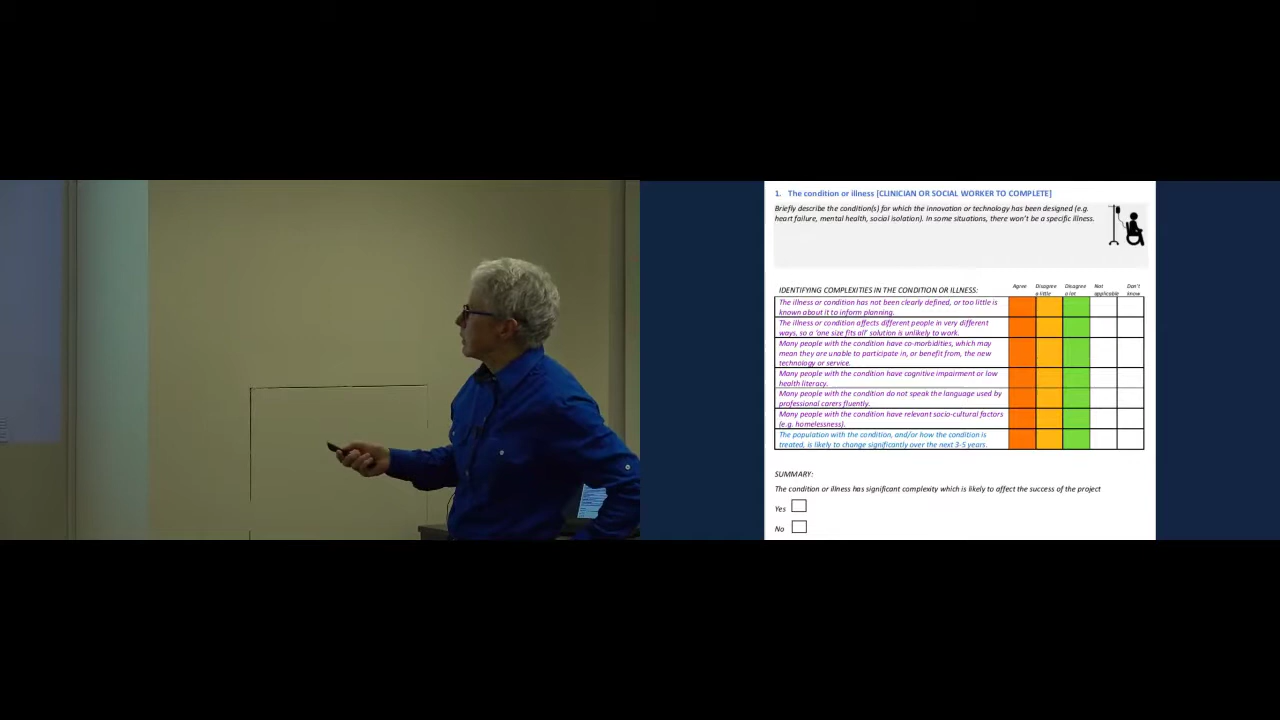 1. The condition or illness [CLINICIAN OR SOCIAL WORKER TO COMPLETE]
Briefly describe the condition(s) for which the innovation or technology has been designed (e.g.
heart failure, mental health, social isolation). In some situations, there won't be a specific illness.
IDENTIFYING COMPLEXITIES IN THE CONDITION OR ILLNESS:
Agree
Disagree
a little
Disagree
a lot
Not
applicable
Don't
know
The illness or condition has not been clearly defined, or too little is
known about it to inform planning.
The illness or condition affects different people in very different
ways, so a 'one size fits all' solution is unlikely to work.
Many people with the condition have co-morbidities, which may
mean they are unable to participate in, or benefit from, the new
technology or service.
Many people with the condition have cognitive impairment or low
health literacy.
Many people with the condition do not speak the language used by
professional carers fluently.
Many people with the condition have relevant socio-cultural factors
(e.g. homelessness).
The population with the condition, and/or how the condition is
treated, is likely to change significantly over the next 3-5 years.
SUMMARY:
The condition or illness has significant complexity which is likely to affect the success of the project
Yes
No